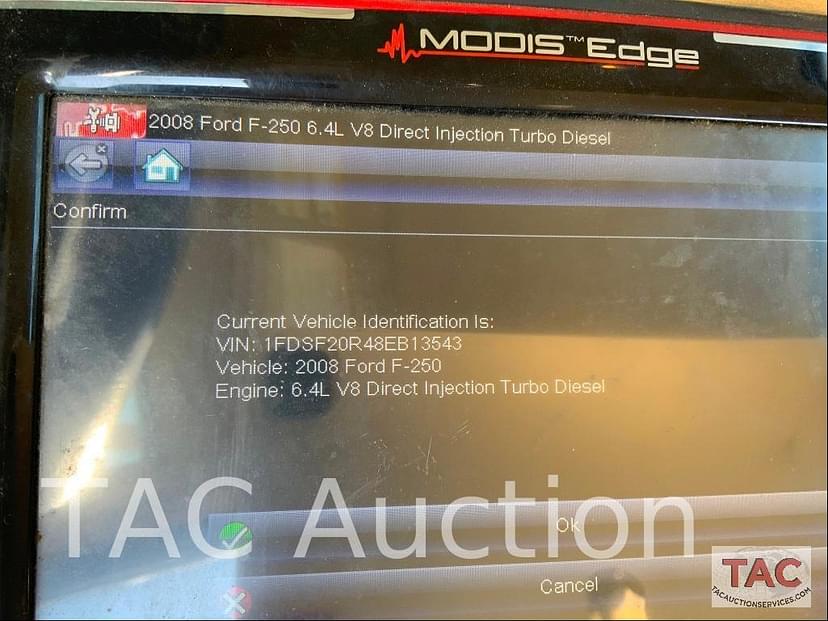 MODIS™ Edge
2008 Ford F-250 6.4L V8 Direct Injection Turbo Diesel
Confirm
Current Vehicle Identification Is:
VIN: 1FDSF20R48EB13543
Vehicle: 2008 Ford F-250
Engine: 6.4L V8 Direct Injection Turbo Diesel
TAC Auction
Ok
Cancel
TAC
TACAUCTIONSERVICES.COM